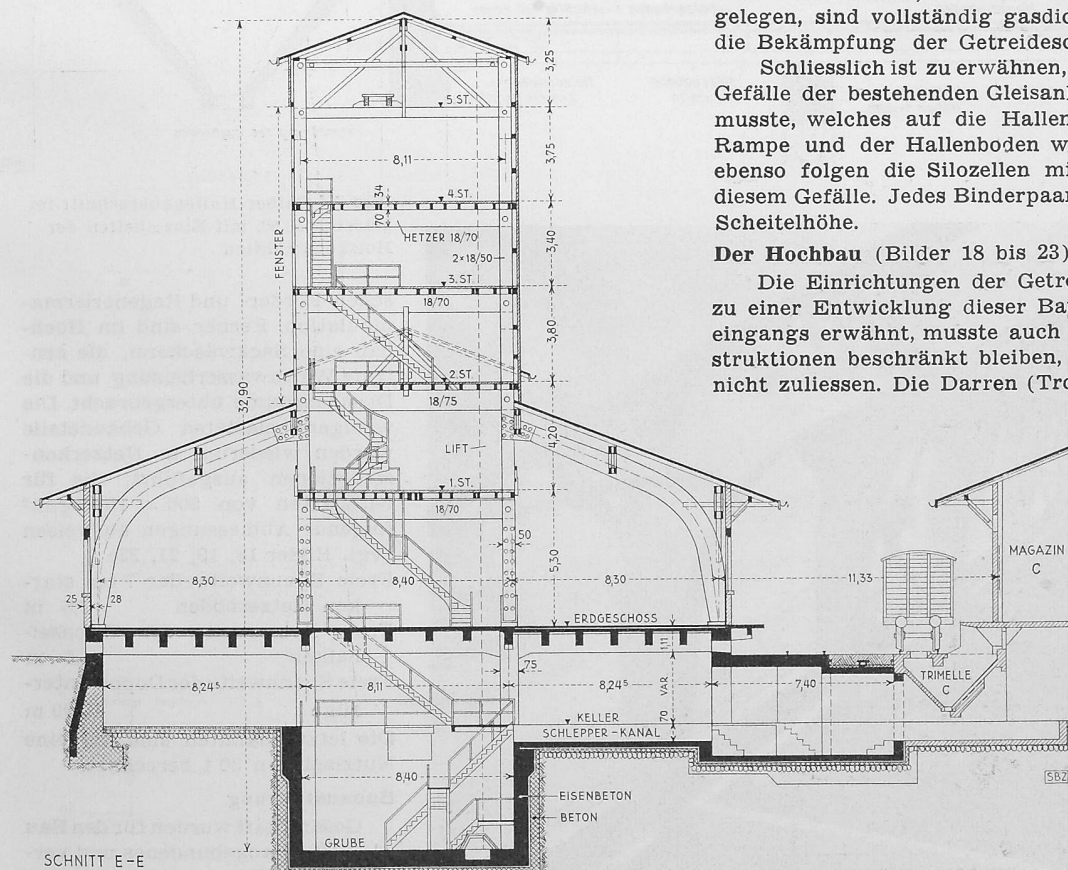 gelegen, sind vollständig gasdic
die Bekämpfung der Getreidesc
Schliesslich ist zu erwähnen,
Gefälle der bestehenden Gleisanl
musste, welches auf die Hallen
Rampe und der Hallenboden w
ebenso folgen die Silozellen mi
diesem Gefälle. Jedes Binderpaar
Scheitelhöhe.
Der Hochbau (Bilder 18 bis 23)
Die Einrichtungen der Getre
zu einer Entwicklung dieser Ba
eingangs erwähnt, musste auch
struktionen beschränkt bleiben,
nicht zuliessen. Die Darren (Tro
3,25
5. ST.
3,75
8,11
34
4. ST.
70
HETZER 18/70
3,40
FENSTER
2×18/50
3. ST.
18/70
3,80
2. ST.
18/75
32,90
4,20
LIFT
1. ST.
18/70
50
5,30
MAGAZIN
C
8,30
8,40
8,30
11,33
25
28
ERDGESCHOSS
1,11
75
TRIMELLE
C
8,24⁵
8,11
8,24⁵
VAR.
7,40
70
KELLER
SCHLEPPER-KANAL
8,40
SBZ
EISENBETON
BETON
GRUBE
SCHNITT E-E